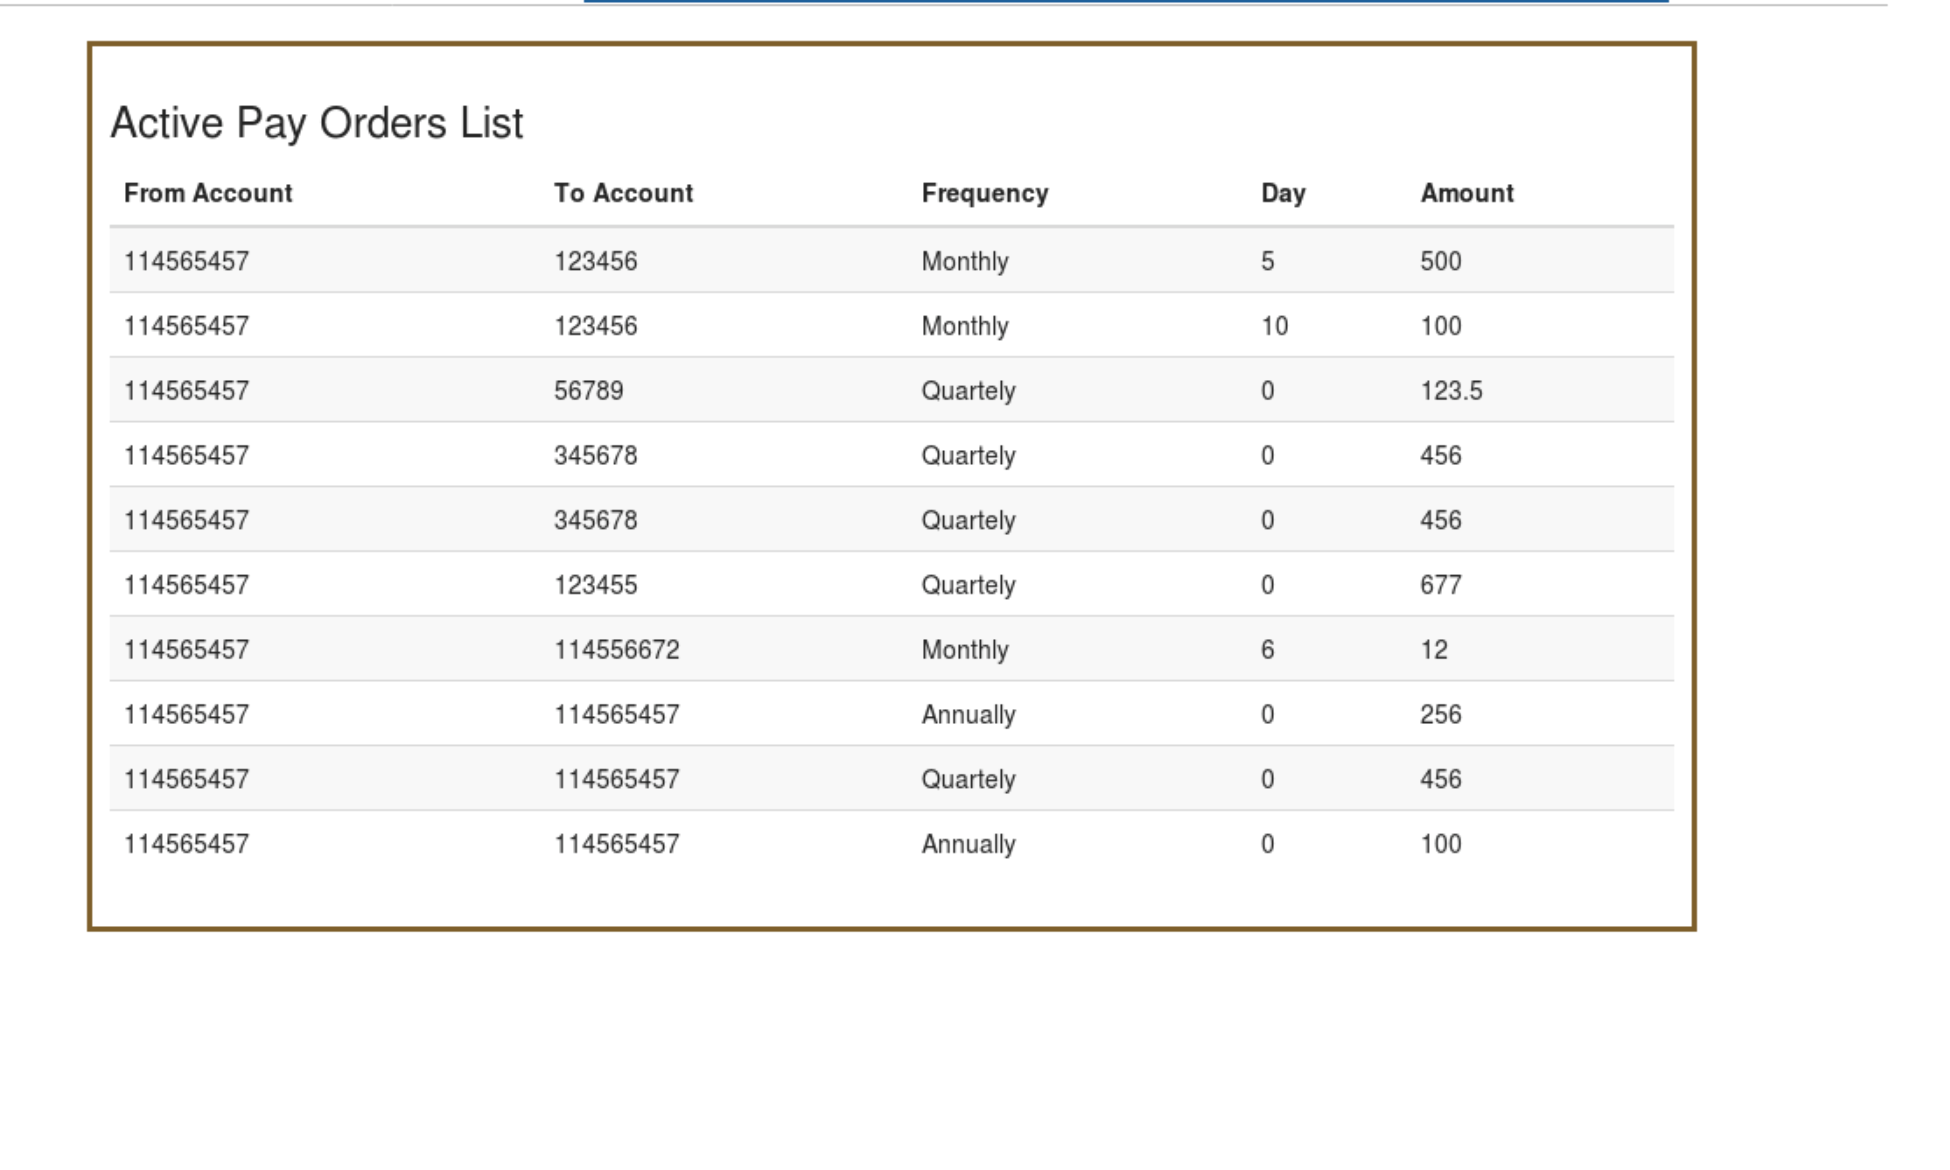 Active Pay Orders List
From Account To Account Frequency Day Amount
114565457 123456 Monthly 5 500
114565457 123456 Monthly 10 100
114565457 56789 Quartely 0 123.5
114565457 345678 Quartely 0 456
114565457 345678 Quartely 0 456
114565457 123455 Quartely 0 677
114565457 114556672 Monthly 6 12
114565457 114565457 Annually 0 256
114565457 114565457 Quartely 0 456
114565457 114565457 Annually 0 100